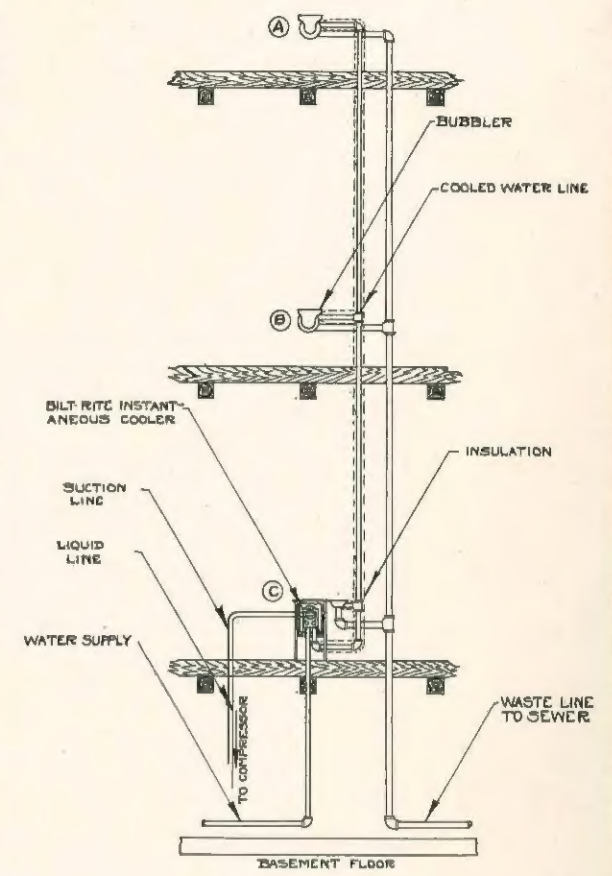 A
BUBBLER
COOLED WATER LINE
B
BILT-RITE INSTANT-
ANEOUS COOLER
INSULATION
SUCTION
LINE
LIQUID
LINE
C
WATER SUPPLY
WASTE LINE
TO SEWER
TO COMPRESSOR
BASEMENT FLOOR